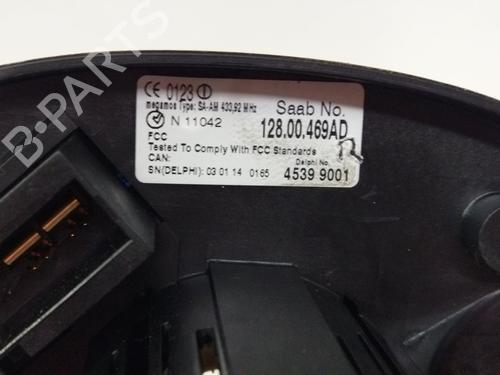 CE 0123
megamos Type: SA-AM 433,92 MHz
Saab No.
N 11042
128.00.469AD
FCC
Tested To Comply With FCC Standards
CAN:
Delphi No.
SN(DELPHI): 03 01 14 0165
4539 9001
B-PARTS